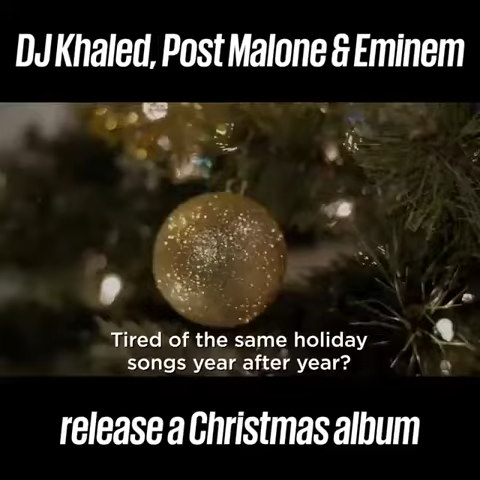 DJ Khaled, Post Malone & Eminem
Tired of the same holiday
songs year after year?
release a Christmas album